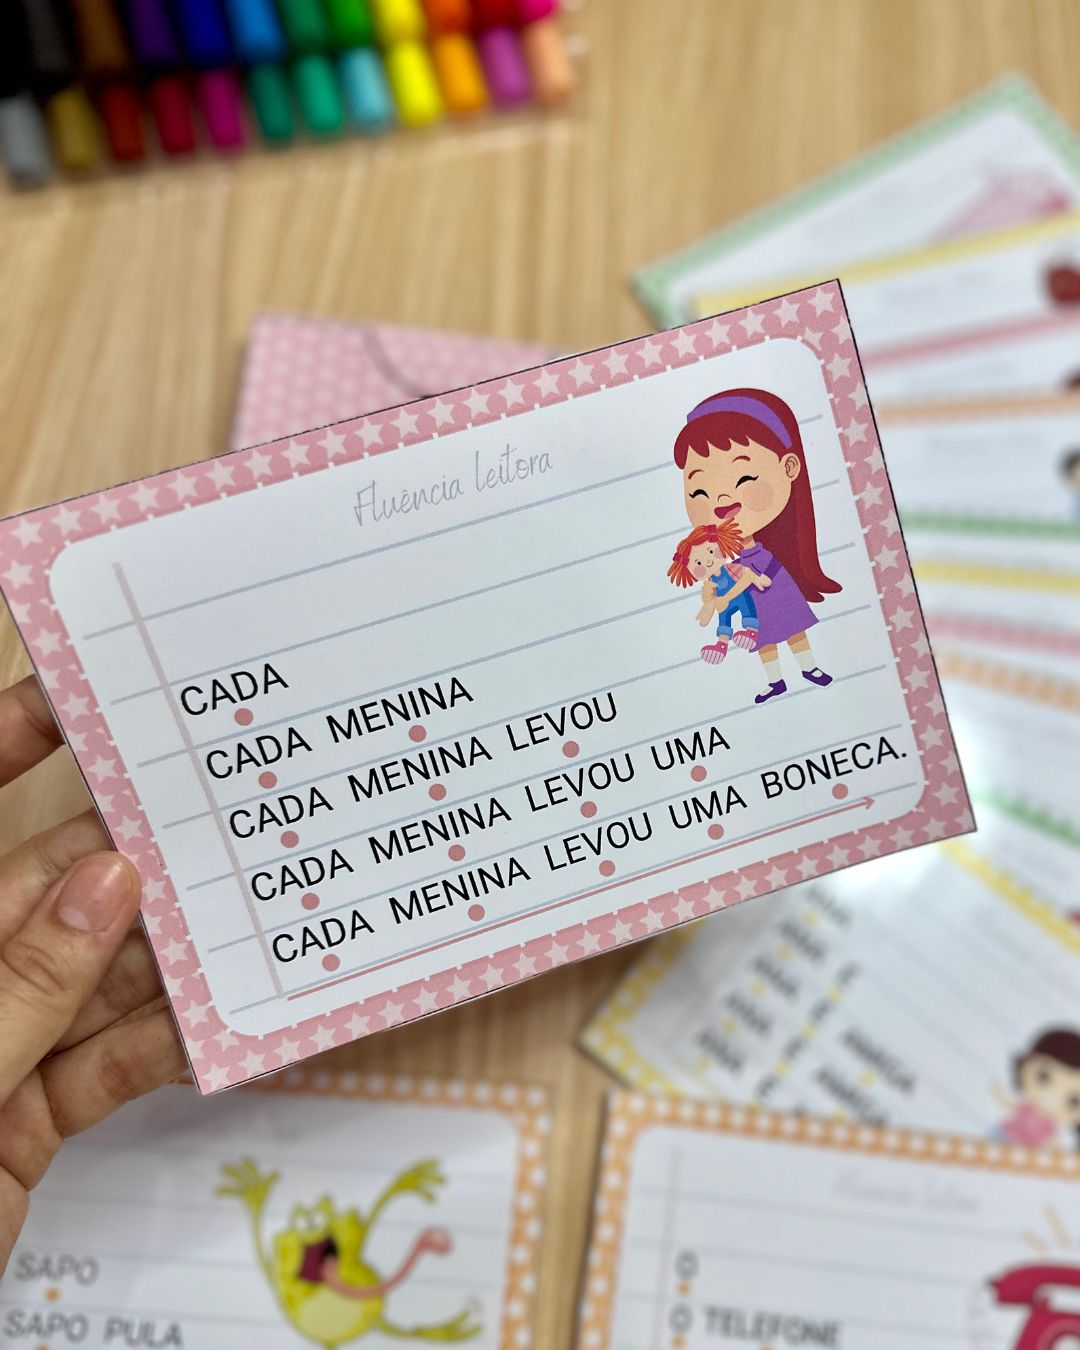 Fluência leitora
CADA
CADA MENINA
CADA MENINA LEVOU
CADA MENINA LEVOU UMA
CADA MENINA LEVOU UMA BONECA.
SAPO
SAPO PULA
O
O TELEFONE